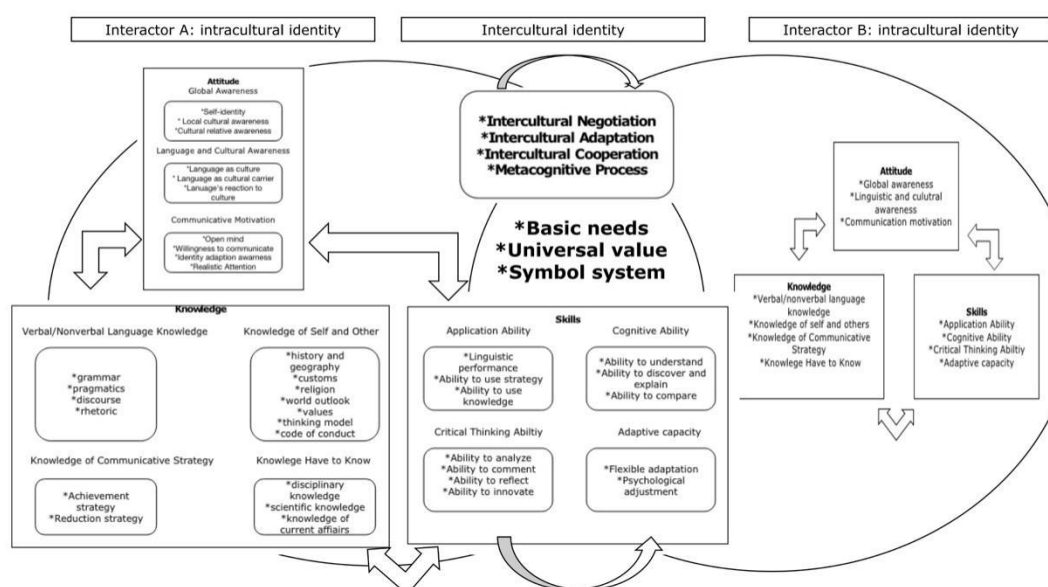 Interactor A: intracultural identity
Intercultural identity
Interactor B: intracultural identity
Attitude
Global Awareness
*Self-identity
* Local cultural awareness
*Cultural relative awareness
Language and Cultural Awareness
*Language as culture
* Language as cultural carrier
*Lanuage's reaction to
culture
Communicative Motivation
*Open mind
*Willingness to communicate
*Identity adaption awarness
*Realistic Attention
*Intercultural Negotiation
*Intercultural Adaptation
*Intercultural Cooperation
*Metacognitive Process
*Basic needs
*Universal value
*Symbol system
Knowledge
Verbal/Nonverbal Language Knowledge
*grammar
*pragmatics
*discourse
*rhetoric
Knowledge of Self and Other
*history and
geography
*customs
*religion
*world outlook
*values
*thinking model
*code of conduct
Knowledge of Communicative Strategy
*Achievement
strategy
*Reduction strategy
Knowlege Have to Know
*disciplinary
knowledge
*scientific knowledge
*knowledge of
current affiairs
Skills
Application Ability
*Linguistic
performance
*Ability to use strategy
*Ability to use
knowledge
Cognitive Ability
*Ability to understand
*Ability to discover and
explain
*Ability to compare
Critical Thinking Abiltiy
*Ability to analyze
*Ability to comment
*Ability to reflect
*Ability to innovate
Adaptive capacity
*Flexible adaptation
*Psychological
adjustment
Attitude
*Global awareness
*Linguistic and culutral
awareness
*Communication motivation
Knowledge
*Verbal/nonverbal language
knowledge
*Knowledge of self and others
*Knowledge of Communicative
Strategy
*Knowlege Have to Know
Skills
*Application Ability
*Cognitive Ability
*Critical Thinking Abiltiy
*Adaptive capacity